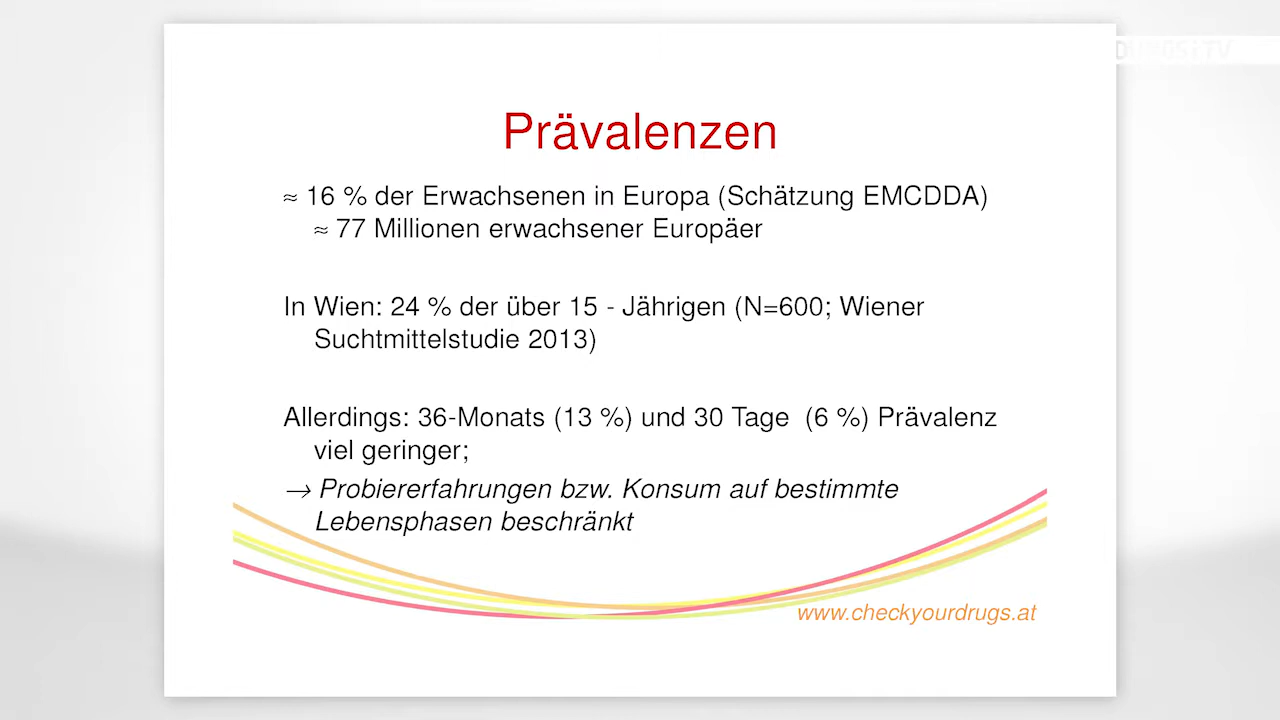 Prävalenzen
≈ 16 % der Erwachsenen in Europa (Schätzung EMCDDA)
≈ 77 Millionen erwachsener Europäer
In Wien: 24 % der über 15 - Jährigen (N=600; Wiener
Suchtmittelstudie 2013)
Allerdings: 36-Monats (13 %) und 30 Tage  (6 %) Prävalenz
viel geringer;
→ Probiererfahrungen bzw. Konsum auf bestimmte
Lebensphasen beschränkt
www.checkyourdrugs.at